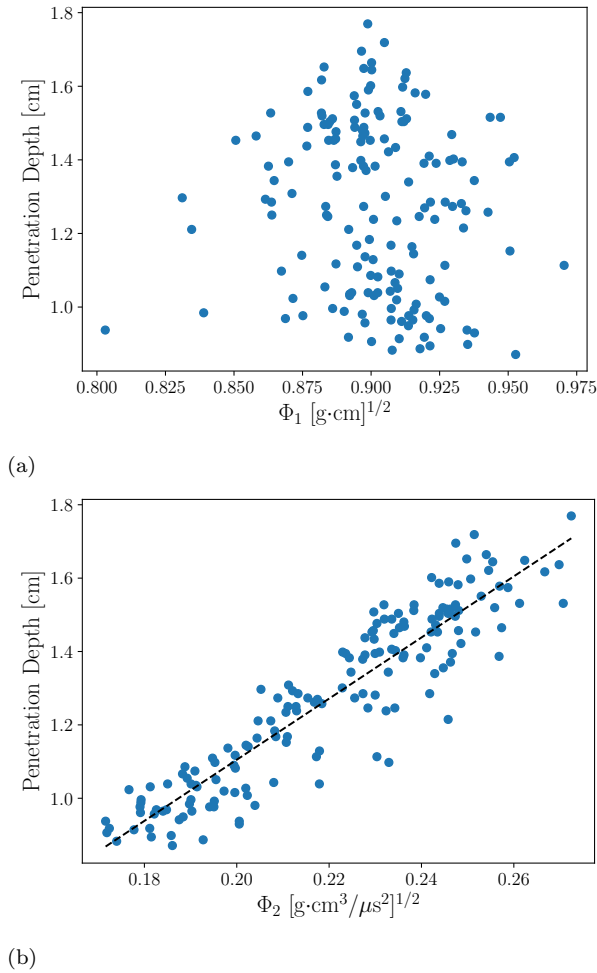 1.8
1.6
1.4
1.2
1.0
Penetration Depth [cm]
0.800 0.825 0.850 0.875 0.900 0.925 0.950 0.975
Φ₁ [g·cm]^{1/2}
(a)
1.8
1.6
1.4
1.2
1.0
Penetration Depth [cm]
0.18 0.20 0.22 0.24 0.26
Φ₂ [g·cm³/μs²]^{1/2}
(b)